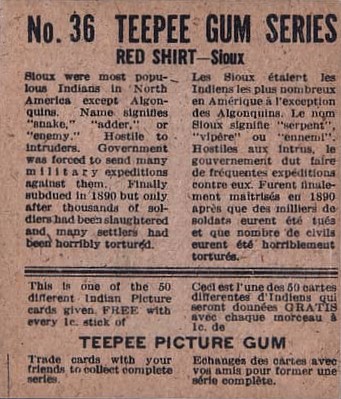 No. 36 TEEPEE GUM SERIES
RED SHIRT—Sioux
Sioux were most popu-
lous Indians in North
America except Algon-
quins. Name signifies
"snake," "adder," or
"enemy." Hostile to
intruders. Government
was forced to send many
military expeditions
against them. Finally
subdued in 1890 but only
after thousands of sol-
diers had been slaughtered
and many settlers had
been horribly tortured.
Les Sioux étaient les
Indiens les plus nombreux
en Amérique à l'exception
des Algonquins. Le nom
Sioux signifie "serpent",
"vipère" ou "ennemi".
Hostiles aux intrus, le
gouvernement dut faire
de fréquentes expéditions
contre eux. Furent finale-
ment maitrisés en 1890
après que des milliers de
soldats eurent été tués
et que nombre de civils
eurent été horriblement
torturés.
This is one of the 50
different Indian Picture
cards given FREE with
every 1c. stick of
Ceci est l'une des 50 cartes
différentes d'Indiens qui
seront données GRATIS
avec chaque morceau à
1c. de
TEEPEE PICTURE GUM
Trade cards with your
friends to collect complete
series.
Echanges des cartes avec
vos amis pour former une
série complète.